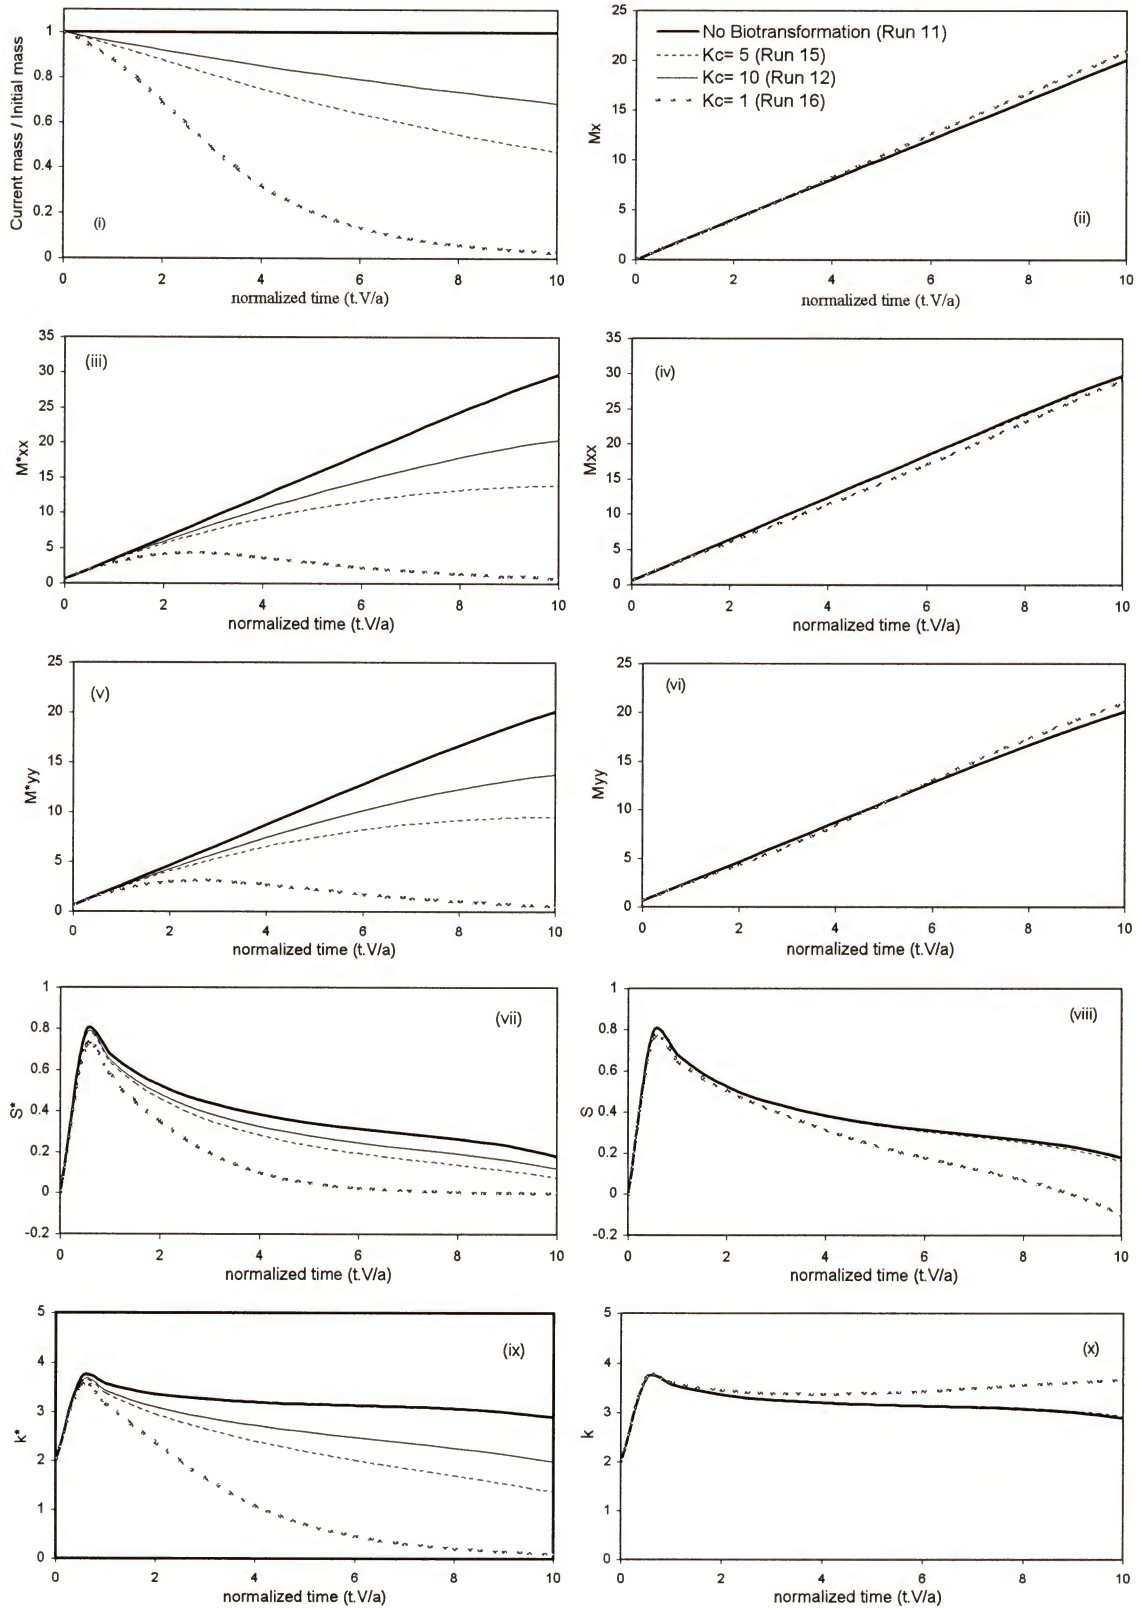 Current mass / Initial mass
1
0.8
0.6
0.4
0.2
0
(i)
0 2 4 6 8 10
normalized time (t.V/a)
Mx
25
20
15
10
5
0
No Biotransformation (Run 11)
Kc= 5 (Run 15)
Kc= 10 (Run 12)
Kc= 1 (Run 16)
(ii)
0 2 4 6 8 10
normalized time (t.V/a)
M*xx
35
30
25
20
15
10
5
0
(iii)
0 2 4 6 8 10
normalized time (t.V/a)
Mxx
35
30
25
20
15
10
5
0
(iv)
0 2 4 6 8 10
normalized time (t.V/a)
M*yy
25
20
15
10
5
0
(v)
0 2 4 6 8 10
normalized time (t.V/a)
Myy
25
20
15
10
5
0
(vi)
0 2 4 6 8 10
normalized time (t.V/a)
S*
1
0.8
0.6
0.4
0.2
0
-0.2
(vii)
0 2 4 6 8 10
normalized time (t.V/a)
S
1
0.8
0.6
0.4
0.2
0
-0.2
(viii)
0 2 4 6 8 10
normalized time (t.V/a)
k*
5
4
3
2
1
0
(ix)
0 2 4 6 8 10
normalized time (t.V/a)
k
5
4
3
2
1
0
(x)
0 2 4 6 8 10
normalized time (t.V/a)